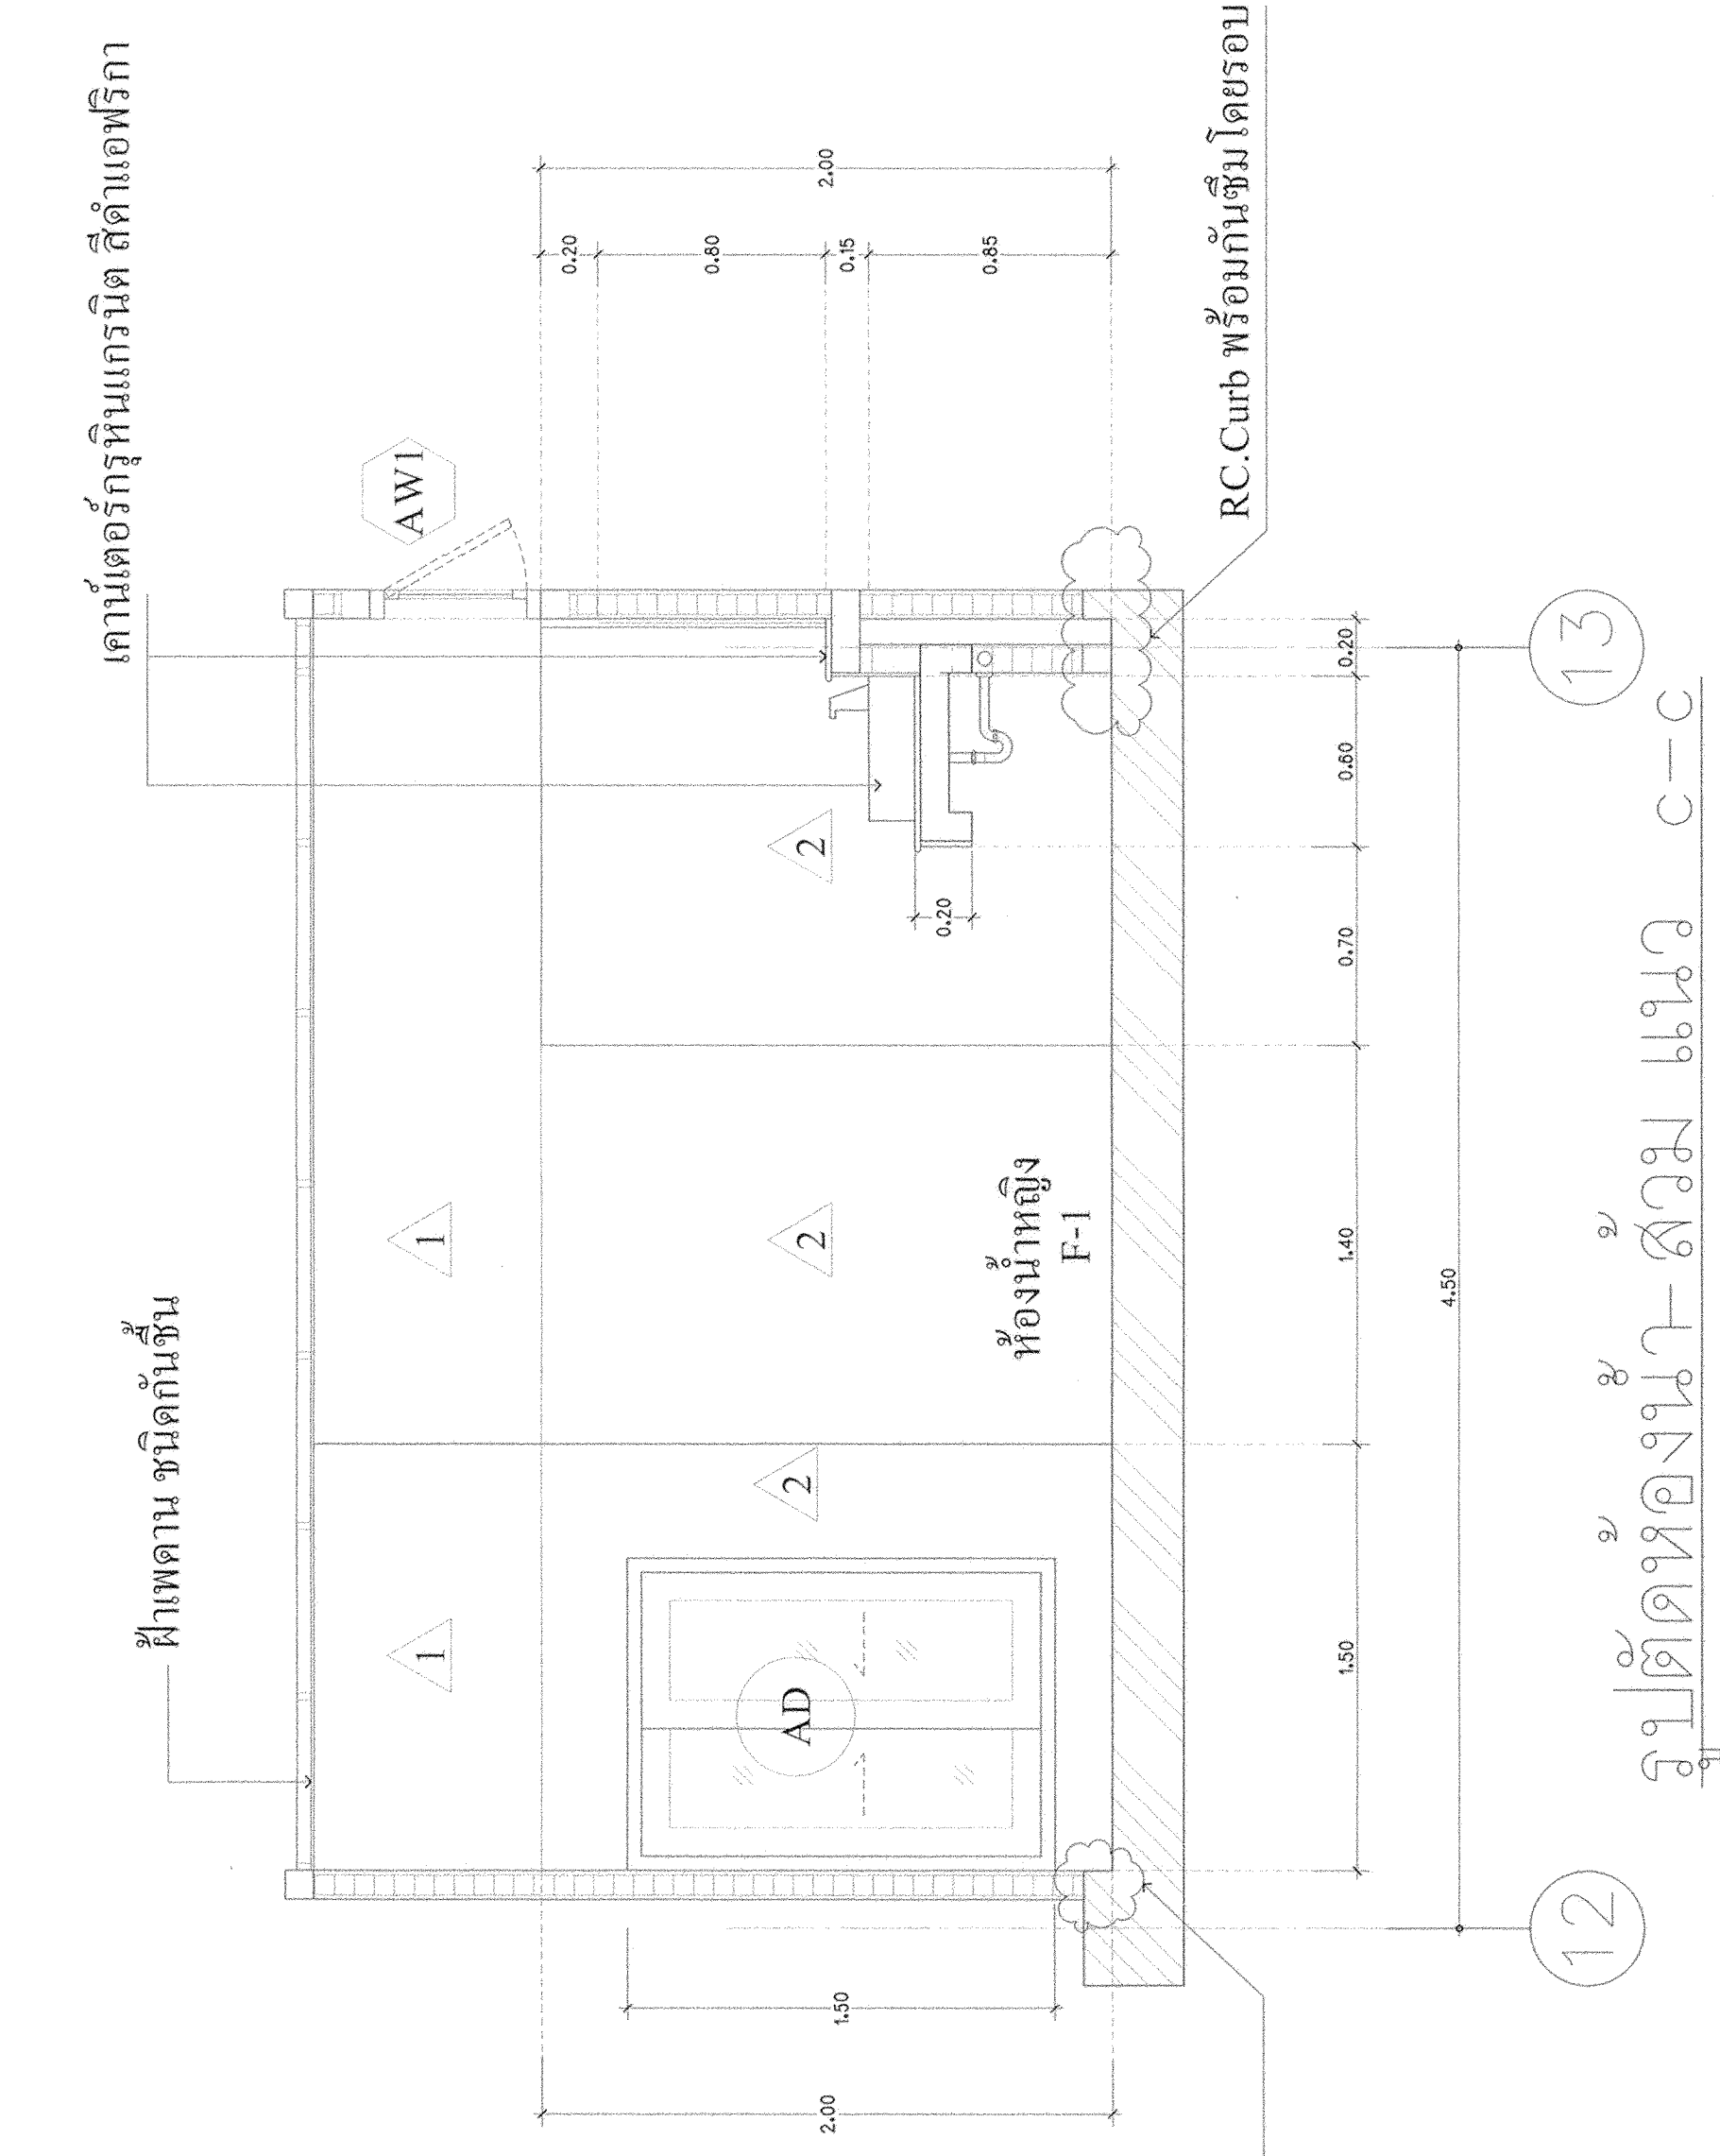 เคาน์เตอร์กรุหินแกรนิต สีดำแอฟริกา
ฝ้าเพดาน ชนิดกันชื้น
AW1
1
1
2
2
2
AD
ห้องน้ำหญิง
F-1
2.00
0.20
0.80
0.15
0.85
0.20
2.00
1.50
RC.Curb พร้อมกันซึมโดยรอบ
1.50
1.40
0.70
0.60
0.20
4.50
12
13
รูปตัดห้องน้ำ-ส้วม แนว C-C